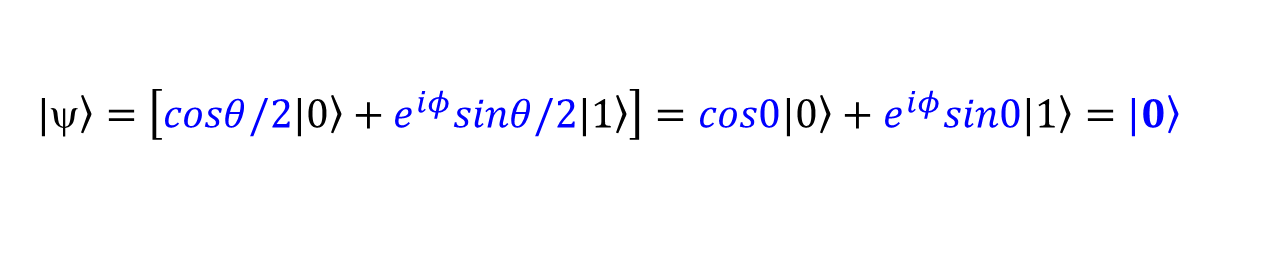 |ψ⟩ = [cosθ/2|0⟩ + e^{iϕ}sinθ/2|1⟩] = cos0|0⟩ + e^{iϕ}sin0|1⟩ = |0⟩